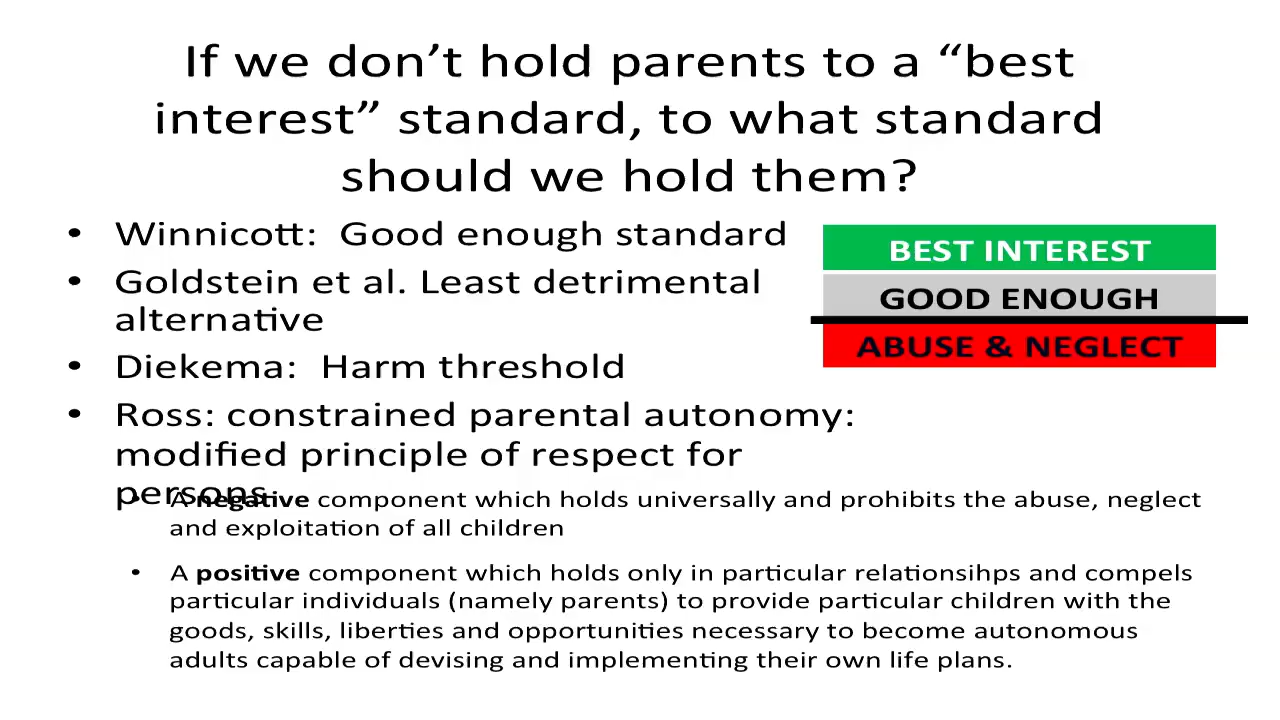 If we don’t hold parents to a “best
interest” standard, to what standard
should we hold them?
• Winnicott:  Good enough standard
• Goldstein et al. Least detrimental
alternative
• Diekema:  Harm threshold
• Ross: constrained parental autonomy:
modified principle of respect for
persons
• A negative component which holds universally and prohibits the abuse, neglect
and exploitation of all children
• A positive component which holds only in particular relationsihps and compels
particular individuals (namely parents) to provide particular children with the
goods, skills, liberties and opportunities necessary to become autonomous
adults capable of devising and implementing their own life plans.
BEST INTEREST
GOOD ENOUGH
ABUSE & NEGLECT